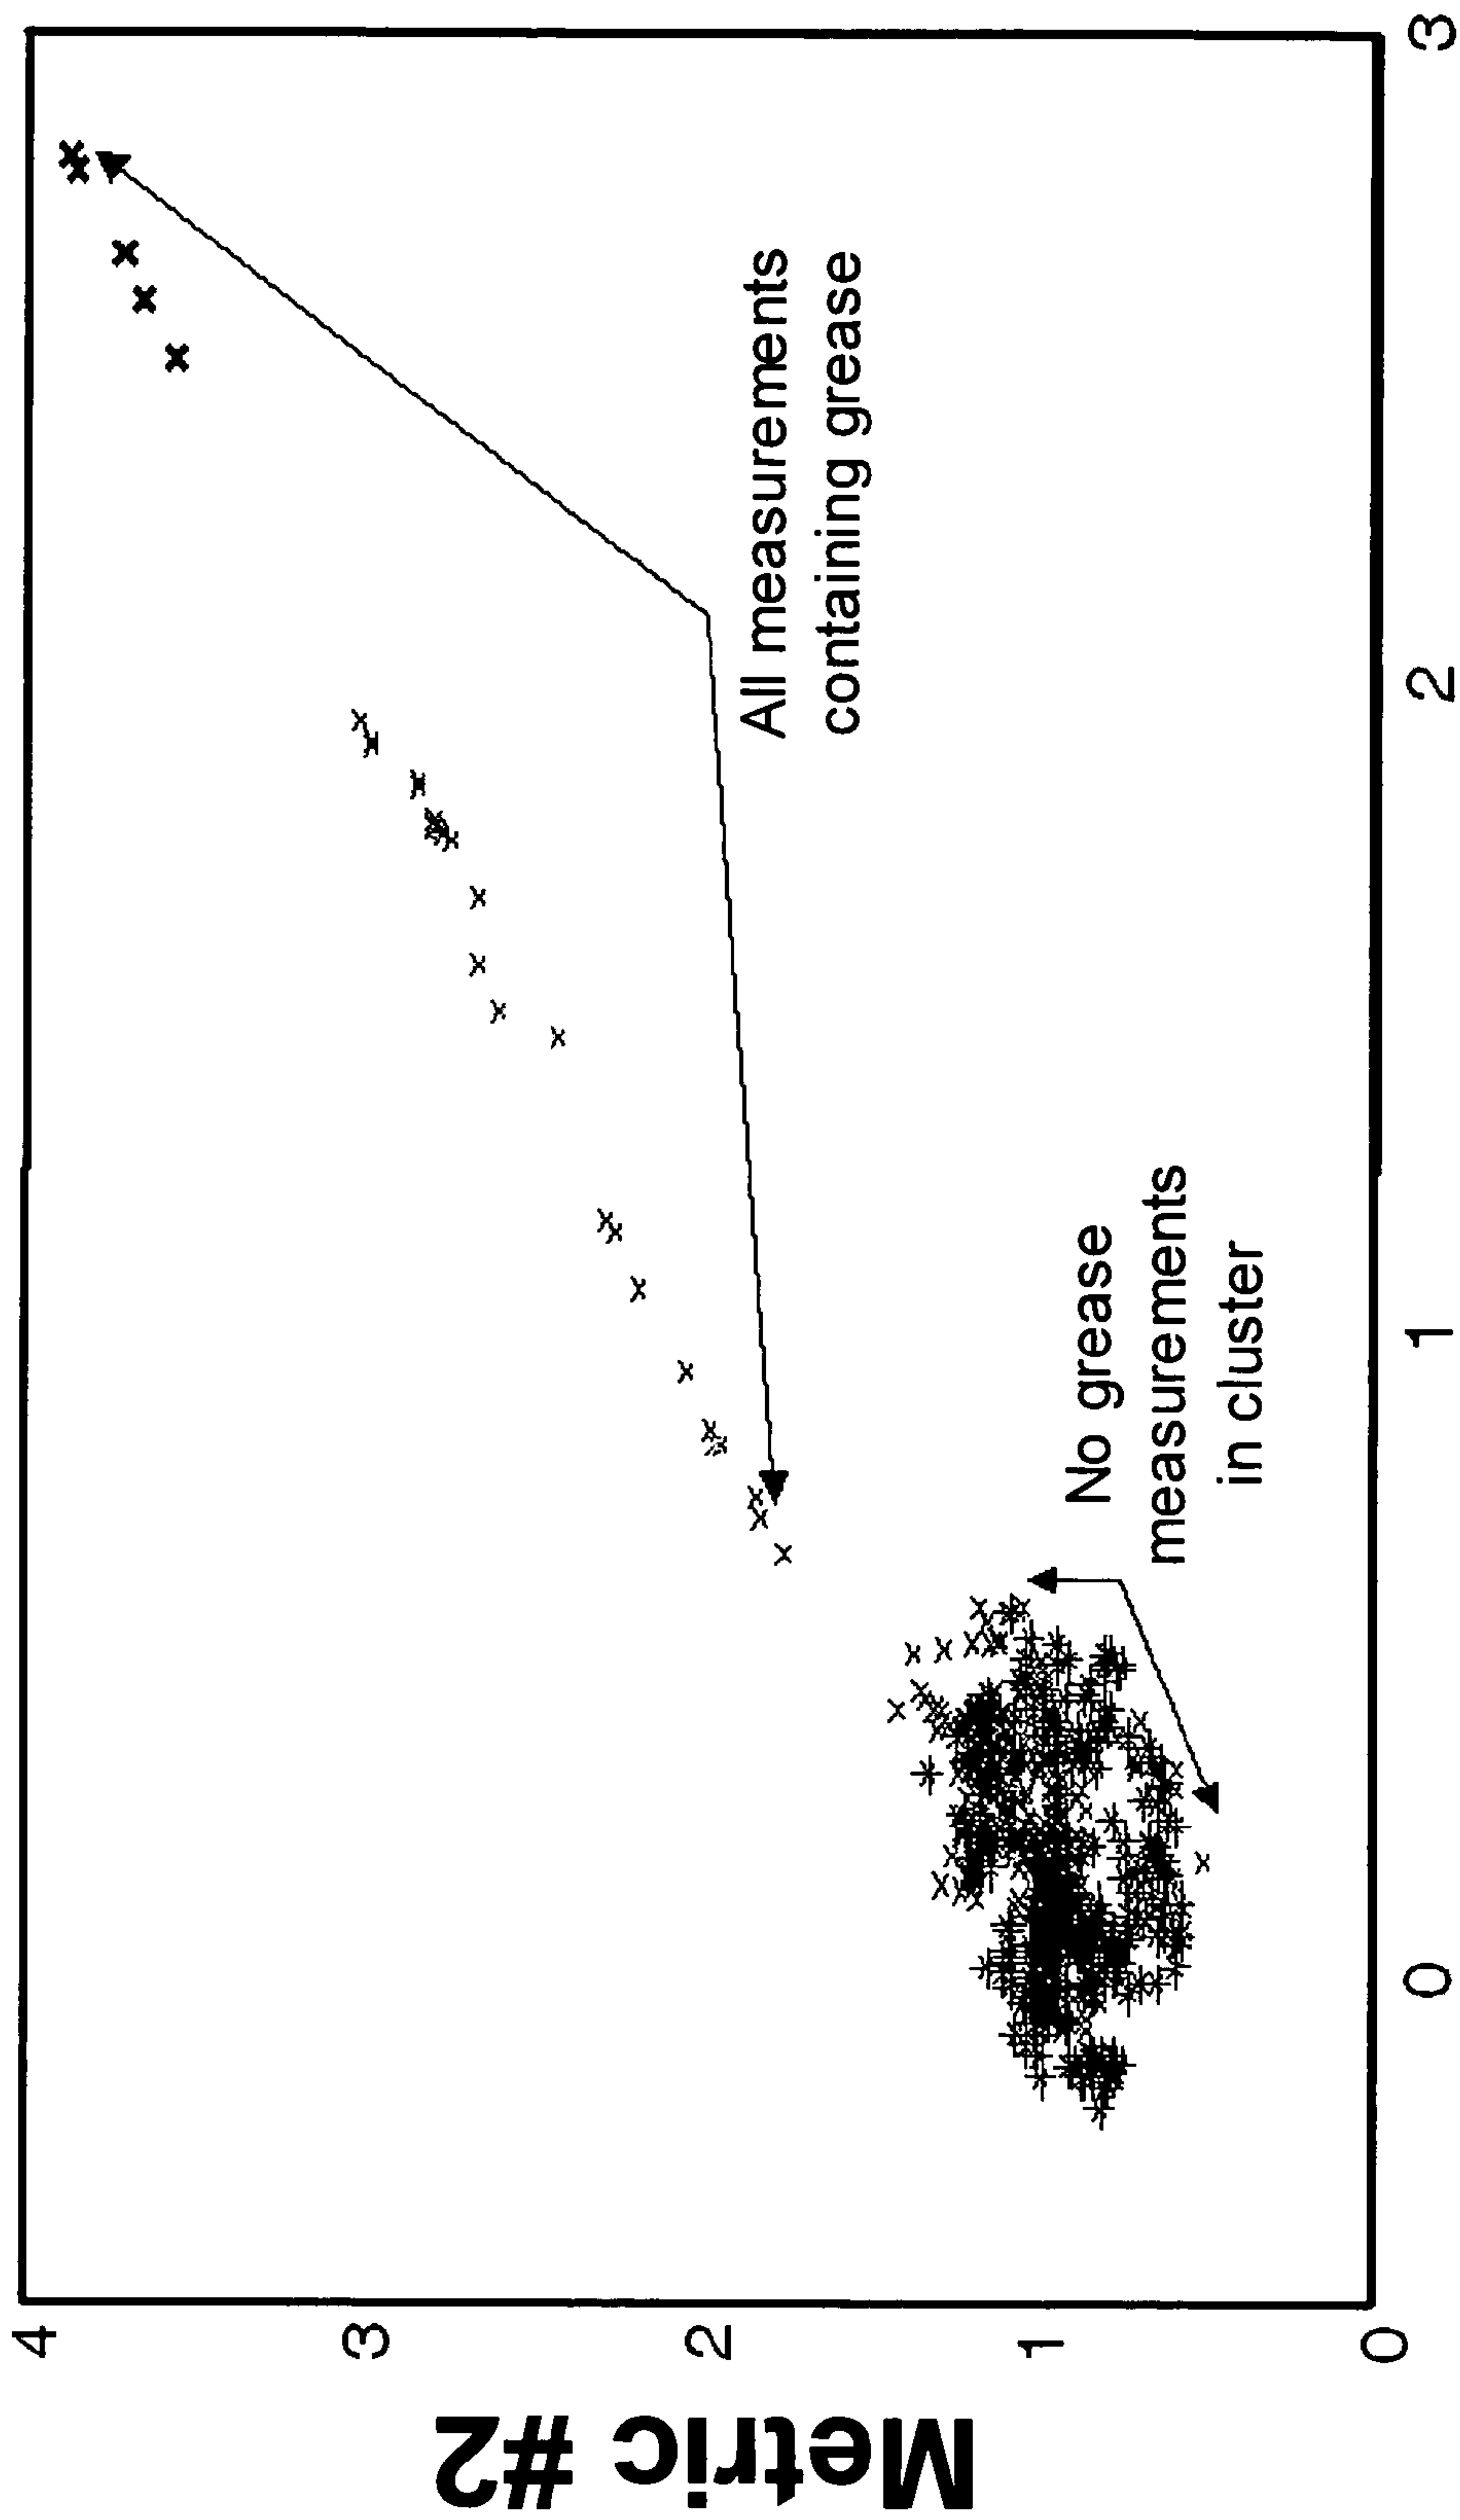 Metric #2
4
3
2
1
0
All measurements
containing grease
No grease
measurements
in cluster
0
1
2
3